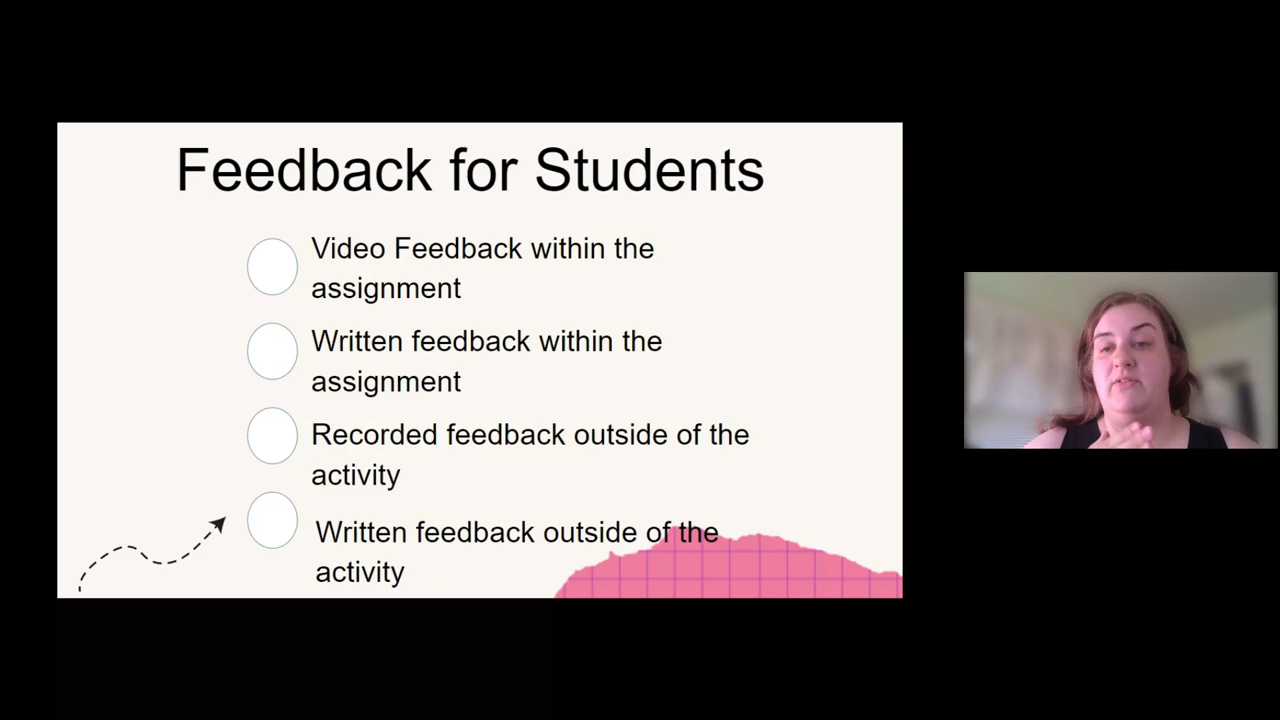 Feedback for Students
Video Feedback within the
assignment
Written feedback within the
assignment
Recorded feedback outside of the
activity
Written feedback outside of the
activity